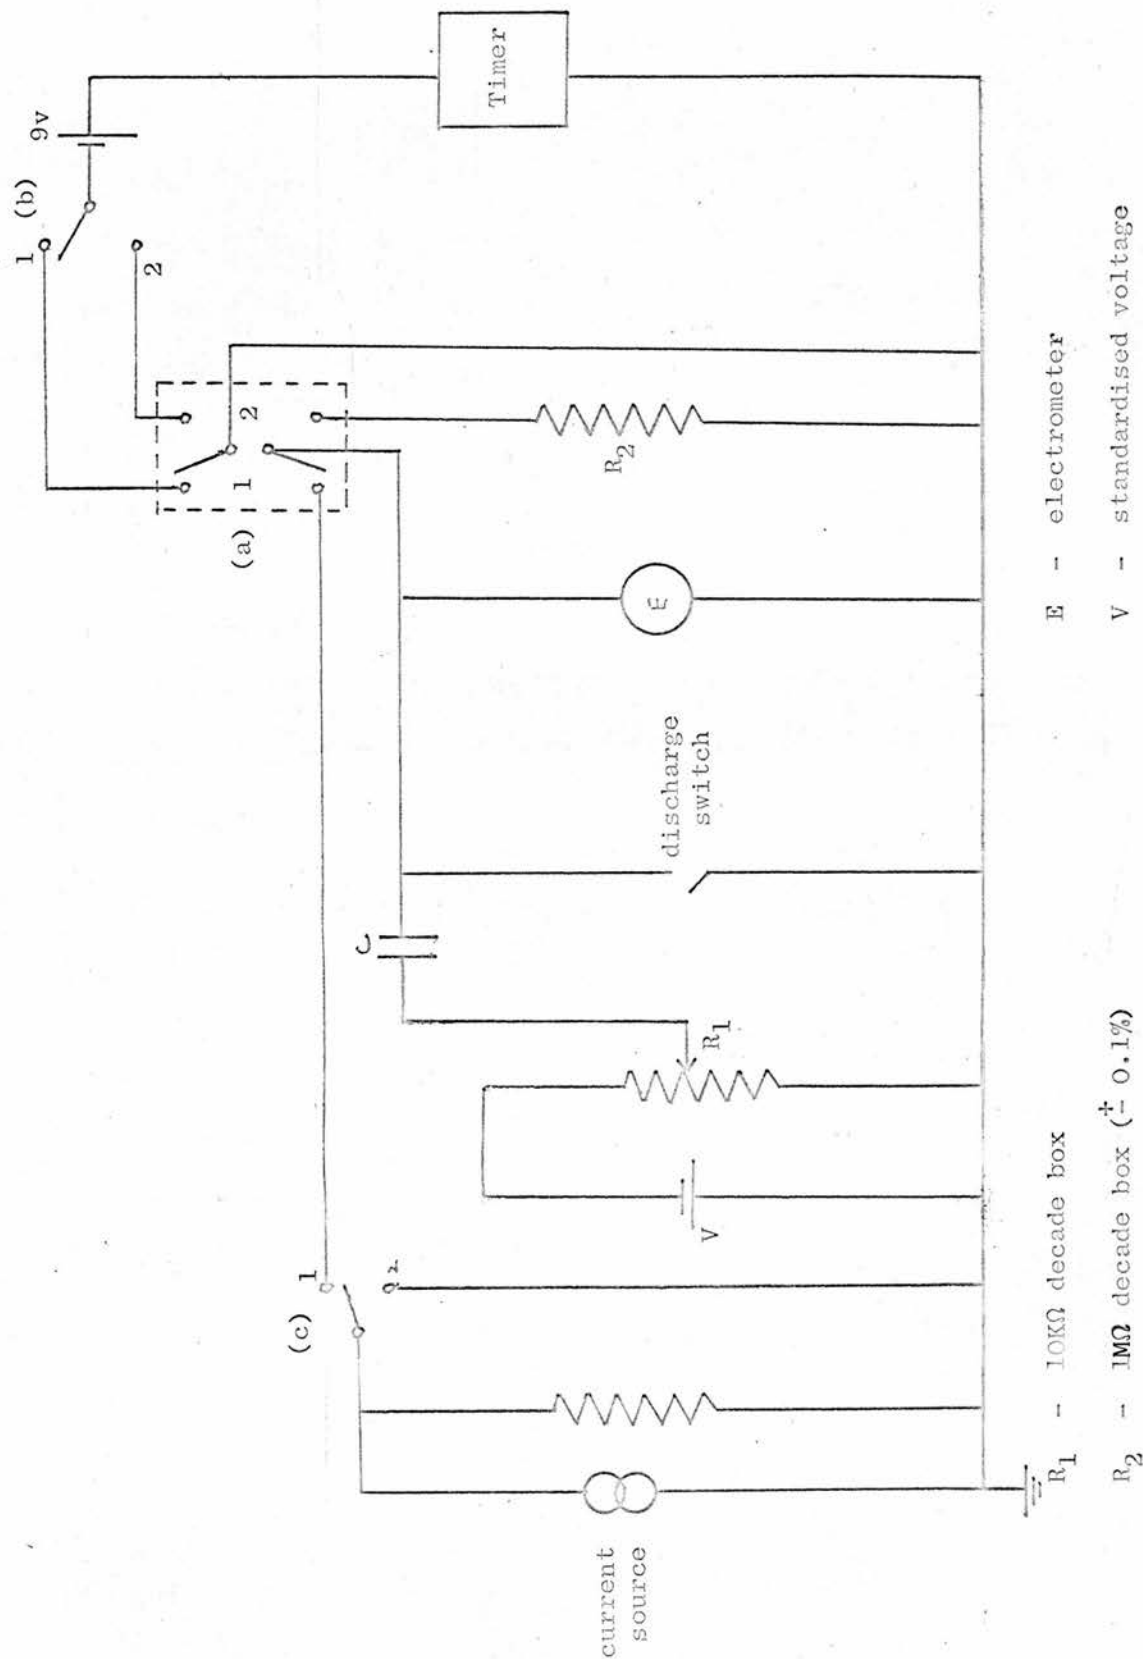 9v
(b)
1
2
Timer
(a)
1
2
R2
E
discharge
switch
C
R1
V
(c)
1
2
current
source
R1 - 10KΩ decade box
R2 - 1MΩ decade box (± 0.1%)
E - electrometer
V - standardised voltage